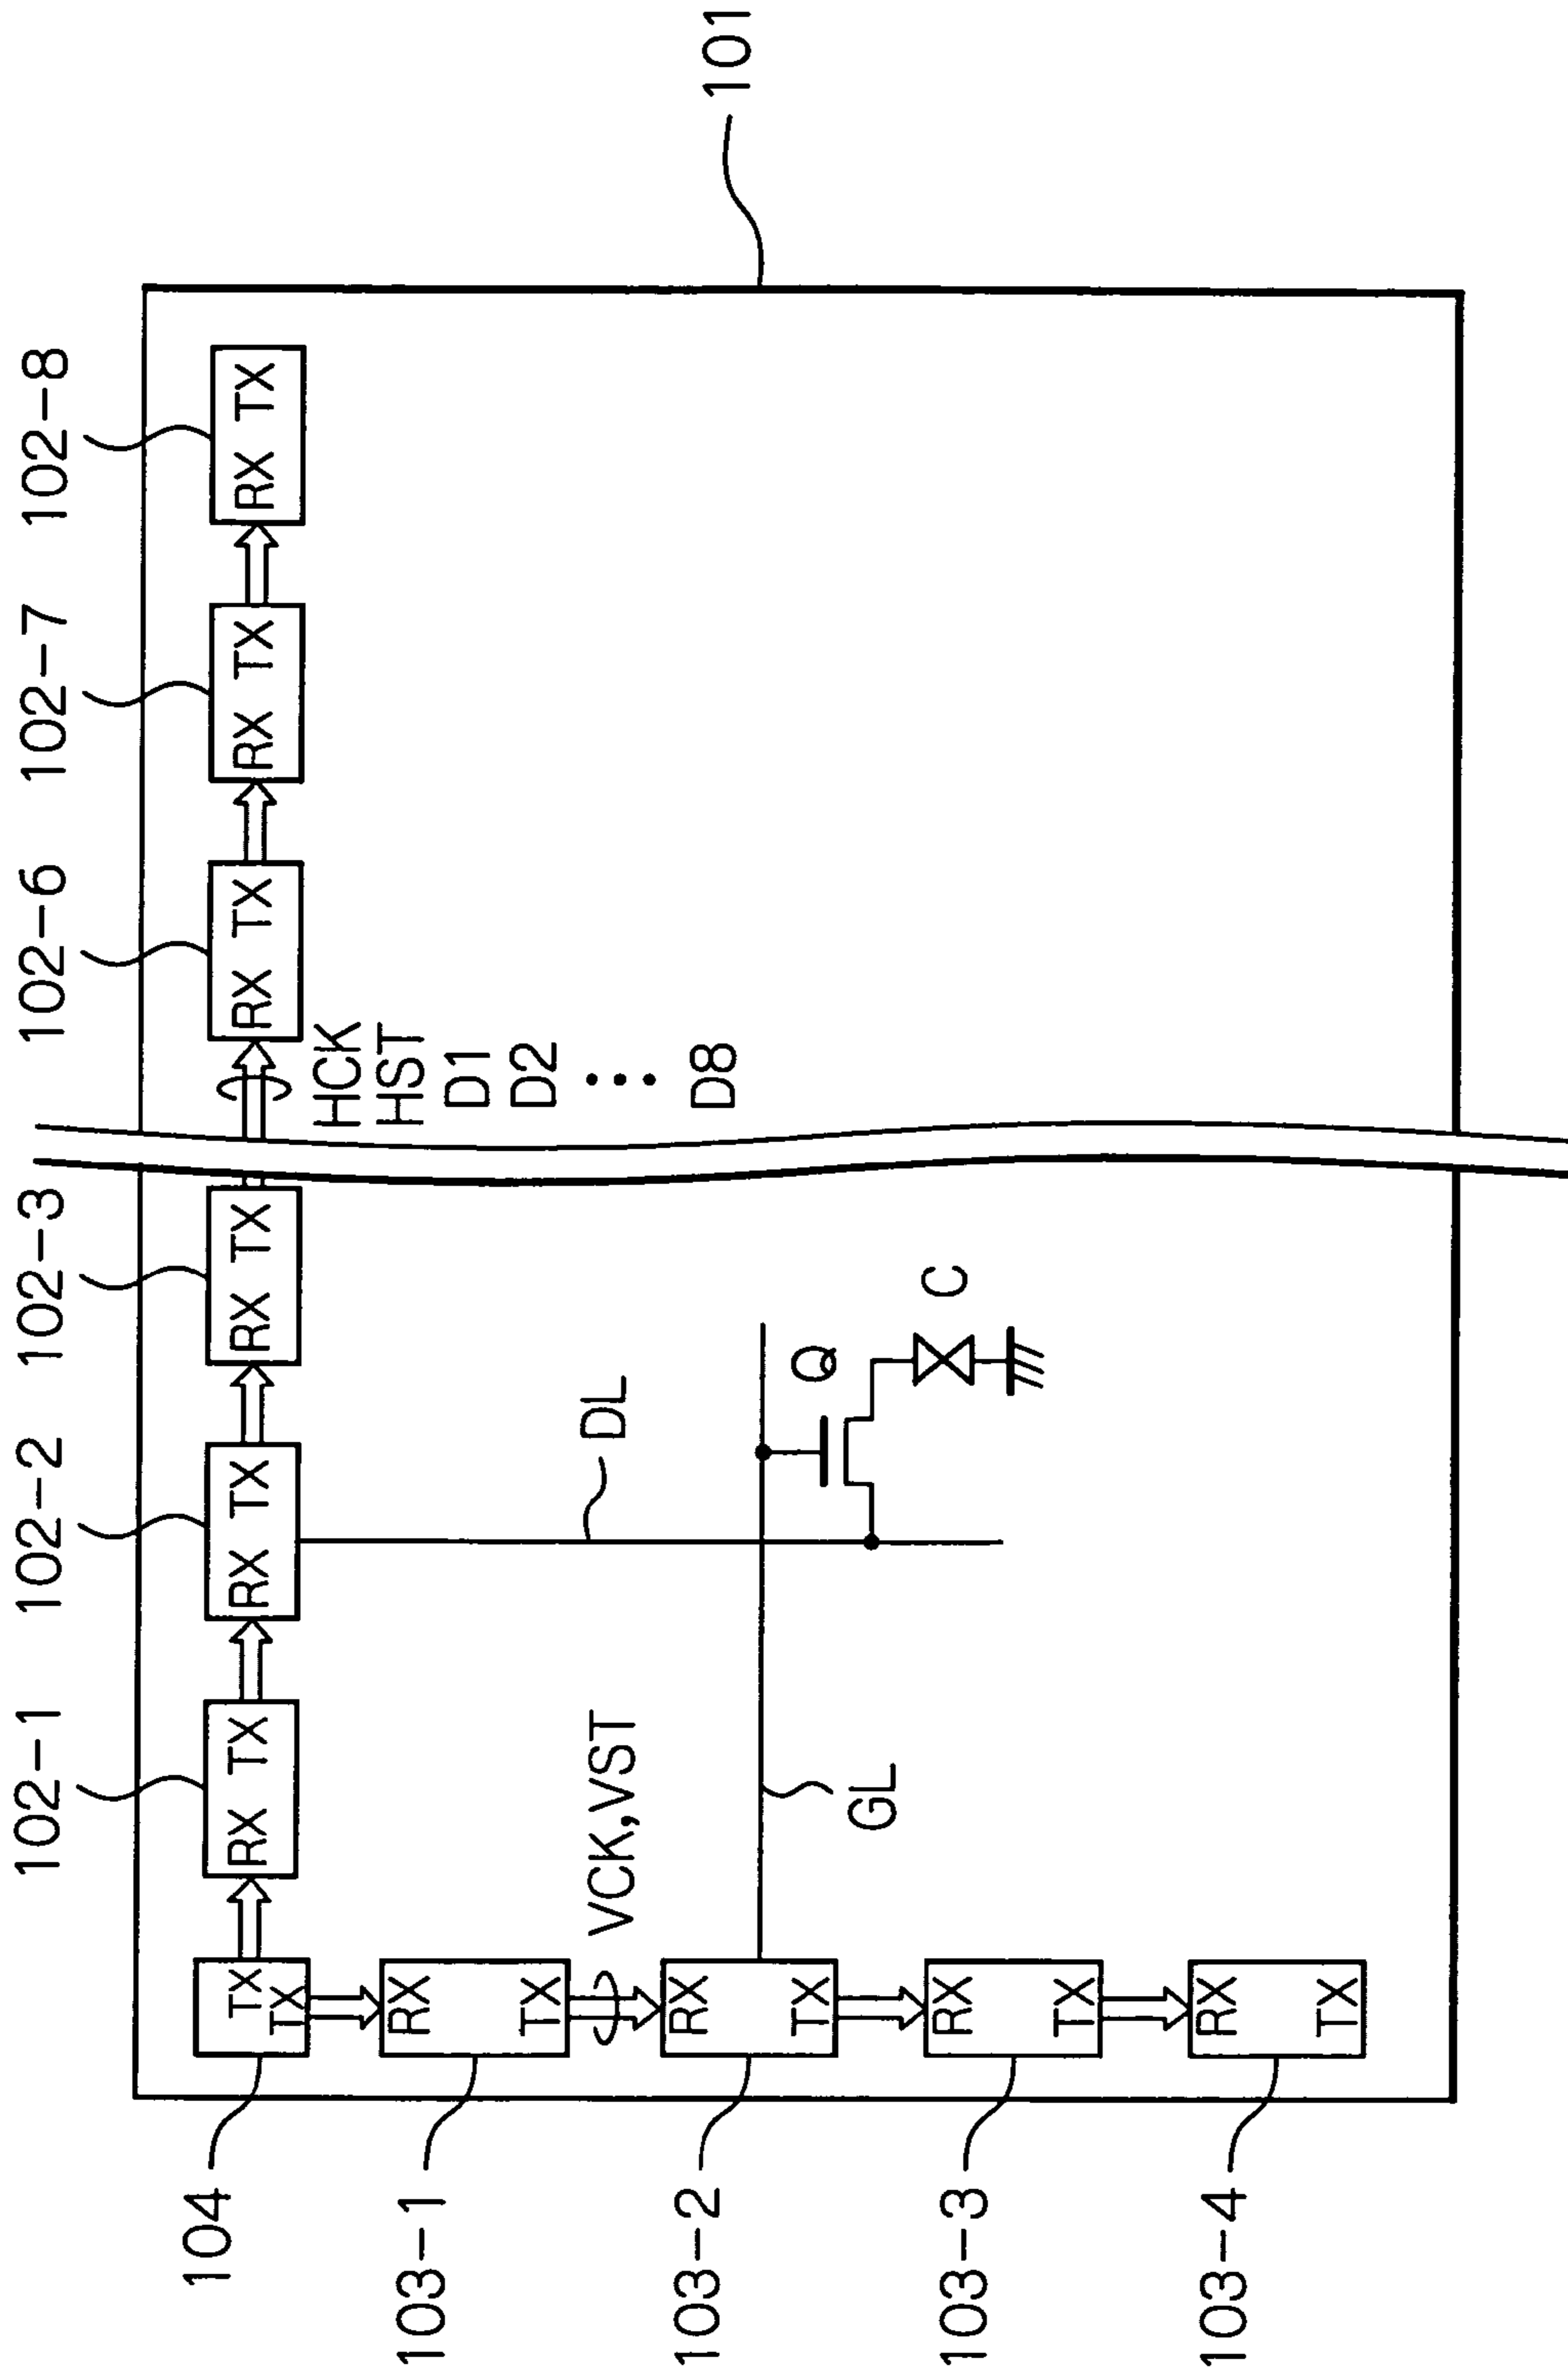 102-1
102-2
102-3
102-6
102-7
102-8
104
TX
TX
RX TX
RX TX
RX TX
RX TX
RX TX
RX TX
HCK
HST
D1
D2
D8
103-1
RX
TX
VCK,VST
DL
101
103-2
RX
TX
GL
Q
C
103-3
RX
TX
103-4
RX
TX